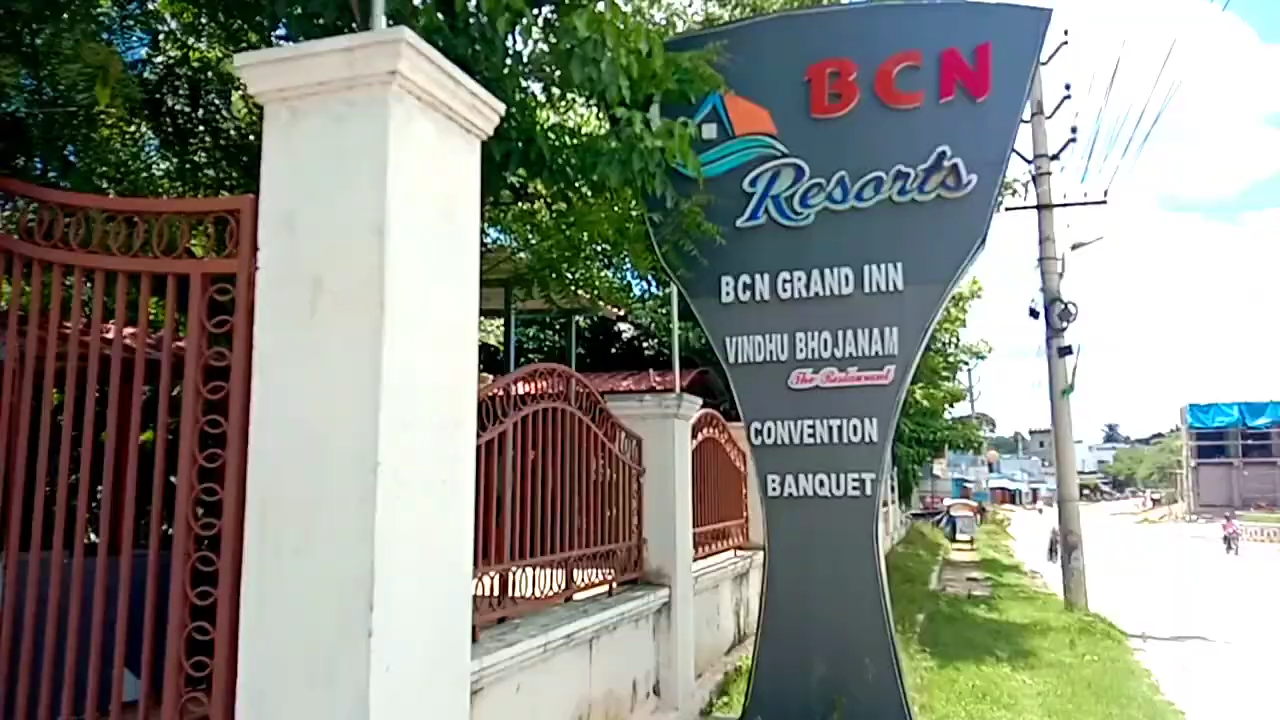 BCN
Resorts
BCN GRAND INN
VINDHU BHOJANAM
The Restaurant
CONVENTION
BANQUET